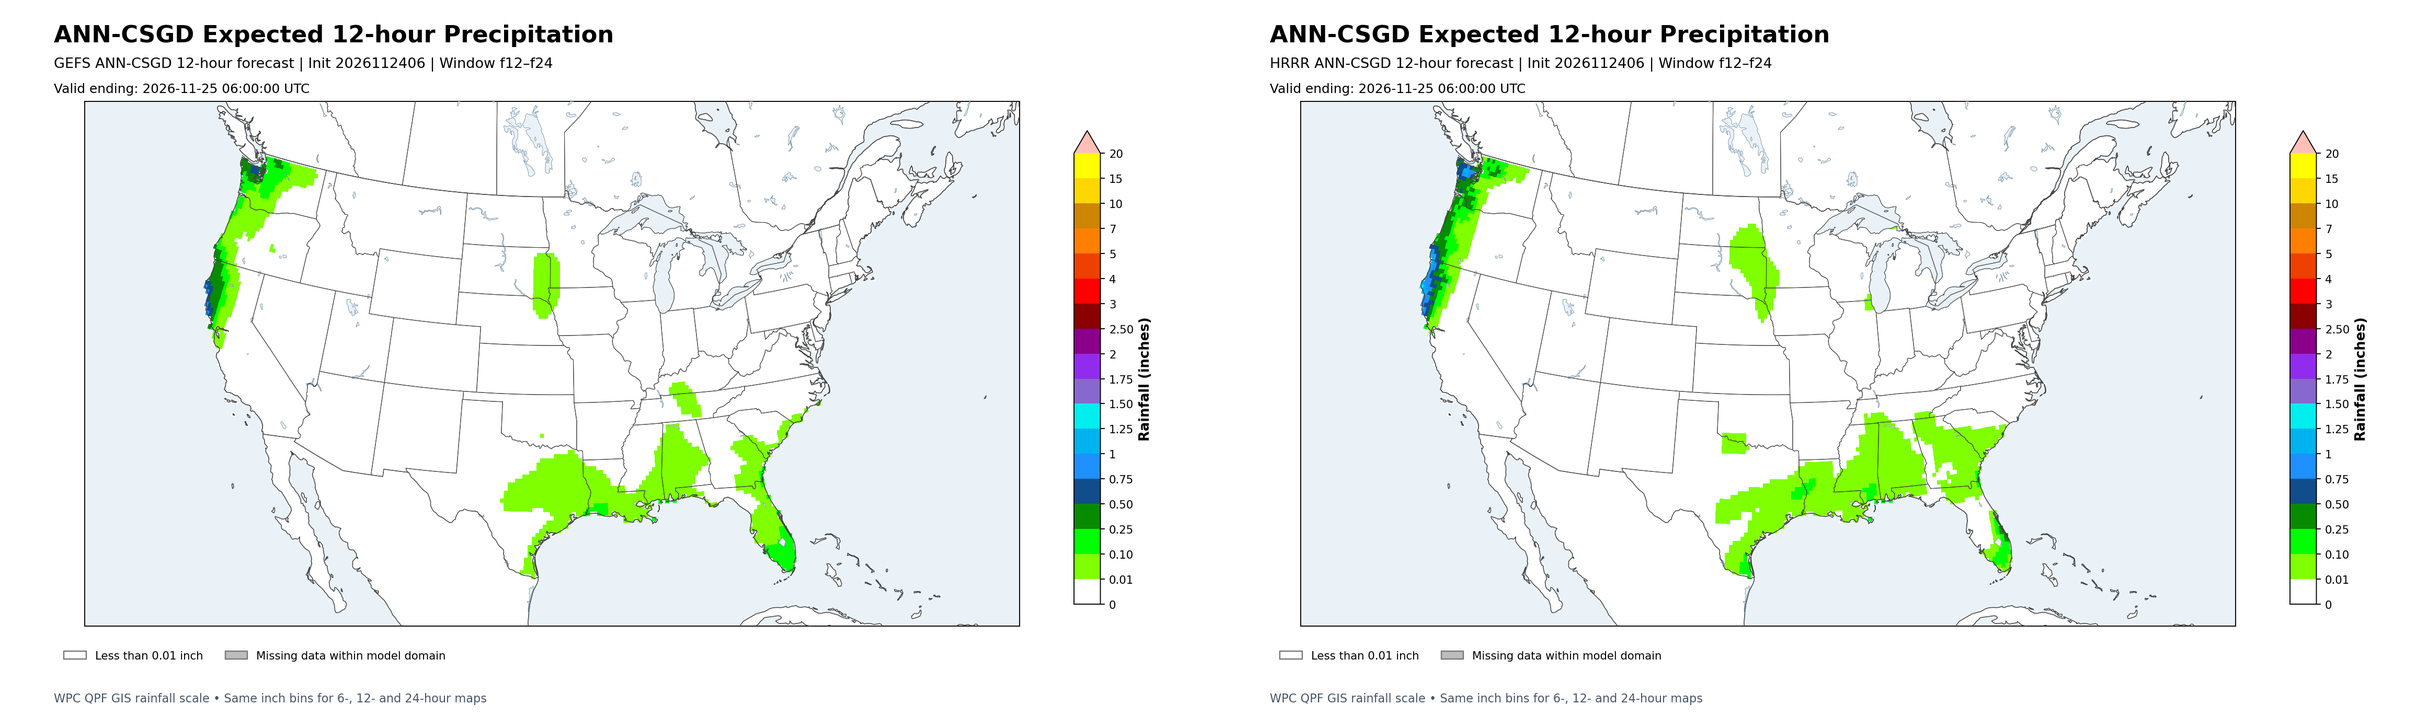 ANN-CSGD Expected 12-hour Precipitation
GEFS ANN-CSGD 12-hour forecast | Init 2026112406 | Window f12–f24
Valid ending: 2026-11-25 06:00:00 UTC
20
15
10
7
5
4
3
2.50
2
1.75
1.50
1.25
1
0.75
0.50
0.25
0.10
0.01
0
Rainfall (inches)
Less than 0.01 inch
Missing data within model domain
WPC QPF GIS rainfall scale • Same inch bins for 6-, 12- and 24-hour maps
ANN-CSGD Expected 12-hour Precipitation
HRRR ANN-CSGD 12-hour forecast | Init 2026112406 | Window f12–f24
Valid ending: 2026-11-25 06:00:00 UTC
20
15
10
7
5
4
3
2.50
2
1.75
1.50
1.25
1
0.75
0.50
0.25
0.10
0.01
0
Rainfall (inches)
Less than 0.01 inch
Missing data within model domain
WPC QPF GIS rainfall scale • Same inch bins for 6-, 12- and 24-hour maps